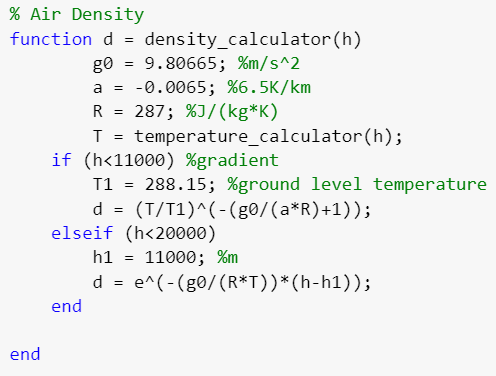 % Air Density
function d = density_calculator(h)
        g0 = 9.80665; %m/s^2
        a = -0.0065; %6.5K/km
        R = 287; %J/(kg*K)
        T = temperature_calculator(h);
    if (h<11000) %gradient
        T1 = 288.15; %ground level temperature
        d = (T/T1)^(-(g0/(a*R)+1));
    elseif (h<20000)
        h1 = 11000; %m
        d = e^(-(g0/(R*T))*(h-h1));
    end
end